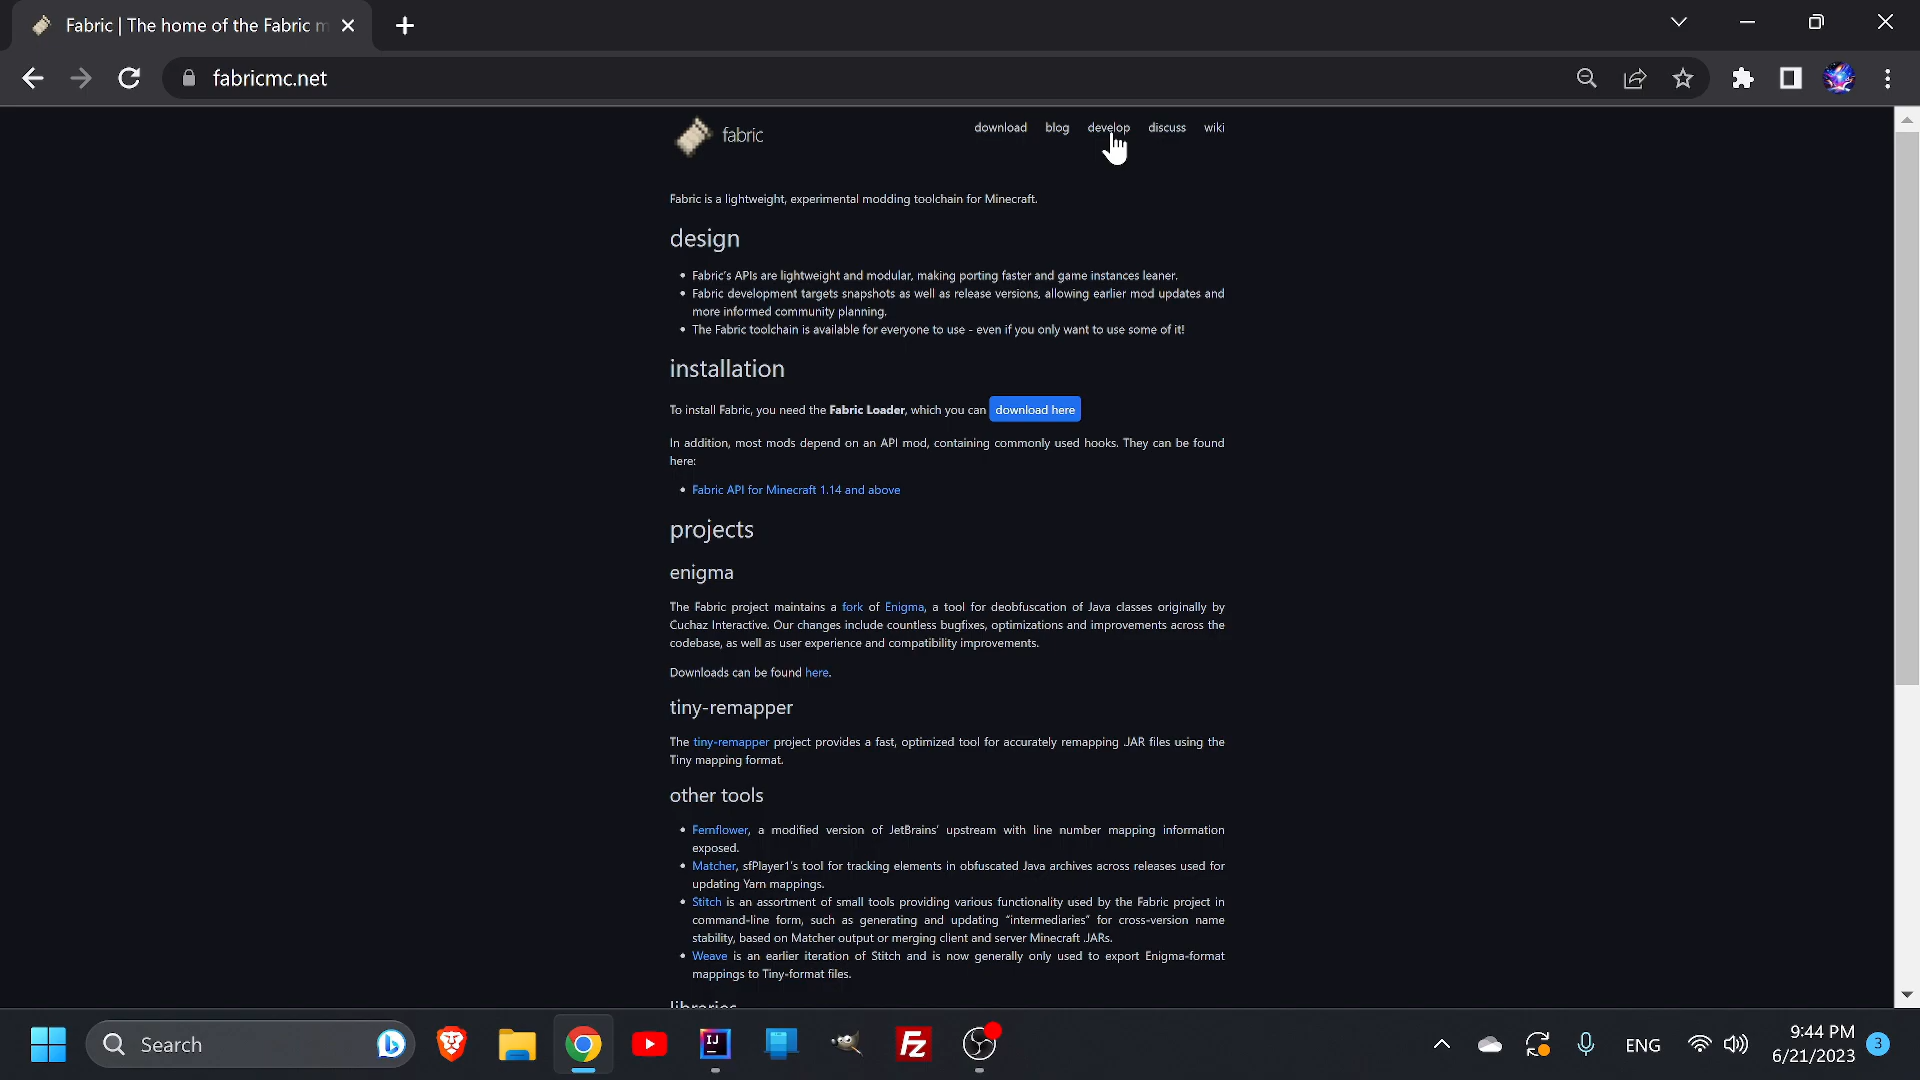 Fabric | The home of the Fabric m
fabricmc.net
fabric
download blog develop discuss wiki
Fabric is a lightweight, experimental modding toolchain for Minecraft.
design
• Fabric's APIs are lightweight and modular, making porting faster and game instances leaner.
• Fabric development targets snapshots as well as release versions, allowing earlier mod updates and
more informed community planning.
• The Fabric toolchain is available for everyone to use - even if you only want to use some of it!
installation
To install Fabric, you need the Fabric Loader, which you can download here
In addition, most mods depend on an API mod, containing commonly used hooks. They can be found
here:
• Fabric API for Minecraft 1.14 and above
projects
enigma
The Fabric project maintains a fork of Enigma, a tool for deobfuscation of Java classes originally by
Cuchaz Interactive. Our changes include countless bugfixes, optimizations and improvements across the
codebase, as well as user experience and compatibility improvements.
Downloads can be found here.
tiny-remapper
The tiny-remapper project provides a fast, optimized tool for accurately remapping .JAR files using the
Tiny mapping format.
other tools
• Fernflower, a modified version of JetBrains' upstream with line number mapping information
exposed.
• Matcher, sfPlayer1's tool for tracking elements in obfuscated Java archives across releases used for
updating Yarn mappings.
• Stitch is an assortment of small tools providing various functionality used by the Fabric project in
command-line form, such as generating and updating "intermediaries" for cross-version name
stability, based on Matcher output or merging client and server Minecraft .JARs.
• Weave is an earlier iteration of Stitch and is now generally only used to export Enigma-format
mappings to Tiny-format files.
libraries
Search
IJ
Fz
ENG
9:44 PM
6/21/2023
3